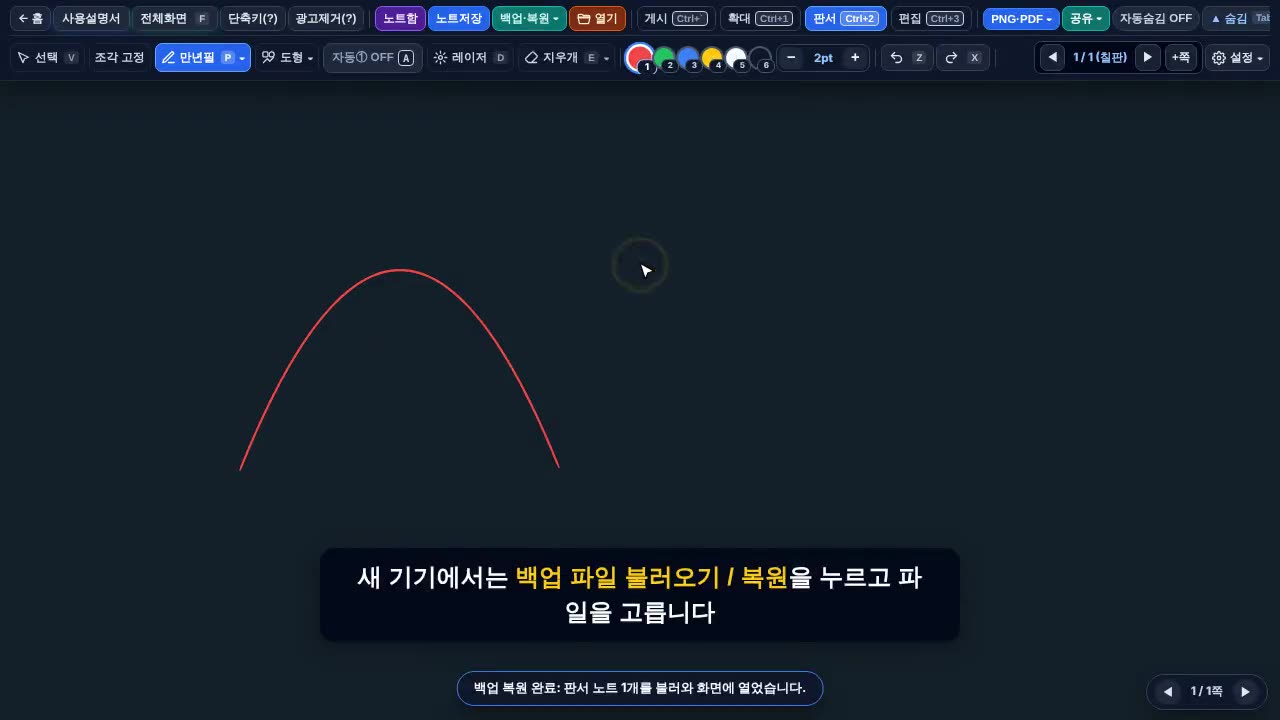 ← 홈 사용설명서 전체화면 F 단축키(?) 광고제거(?) 노트함 노트저장 백업·복원 열기 게시 Ctrl+` 확대 Ctrl+1 판서 Ctrl+2 편집 Ctrl+3 PNG·PDF 공유 자동숨김 OFF ▲ 숨김 Tab
선택 V 조각 고정 만년필 P 도형 자동① OFF A 레이저 D 지우개 E 1 2 3 4 5 6 − 2pt + Z X ◀ 1 / 1 (칠판) ▶ +쪽 설정
새 기기에서는 백업 파일 불러오기 / 복원을 누르고 파
일을 고릅니다
백업 복원 완료: 판서 노트 1개를 불러와 화면에 열었습니다.
◀ 1 / 1쪽 ▶